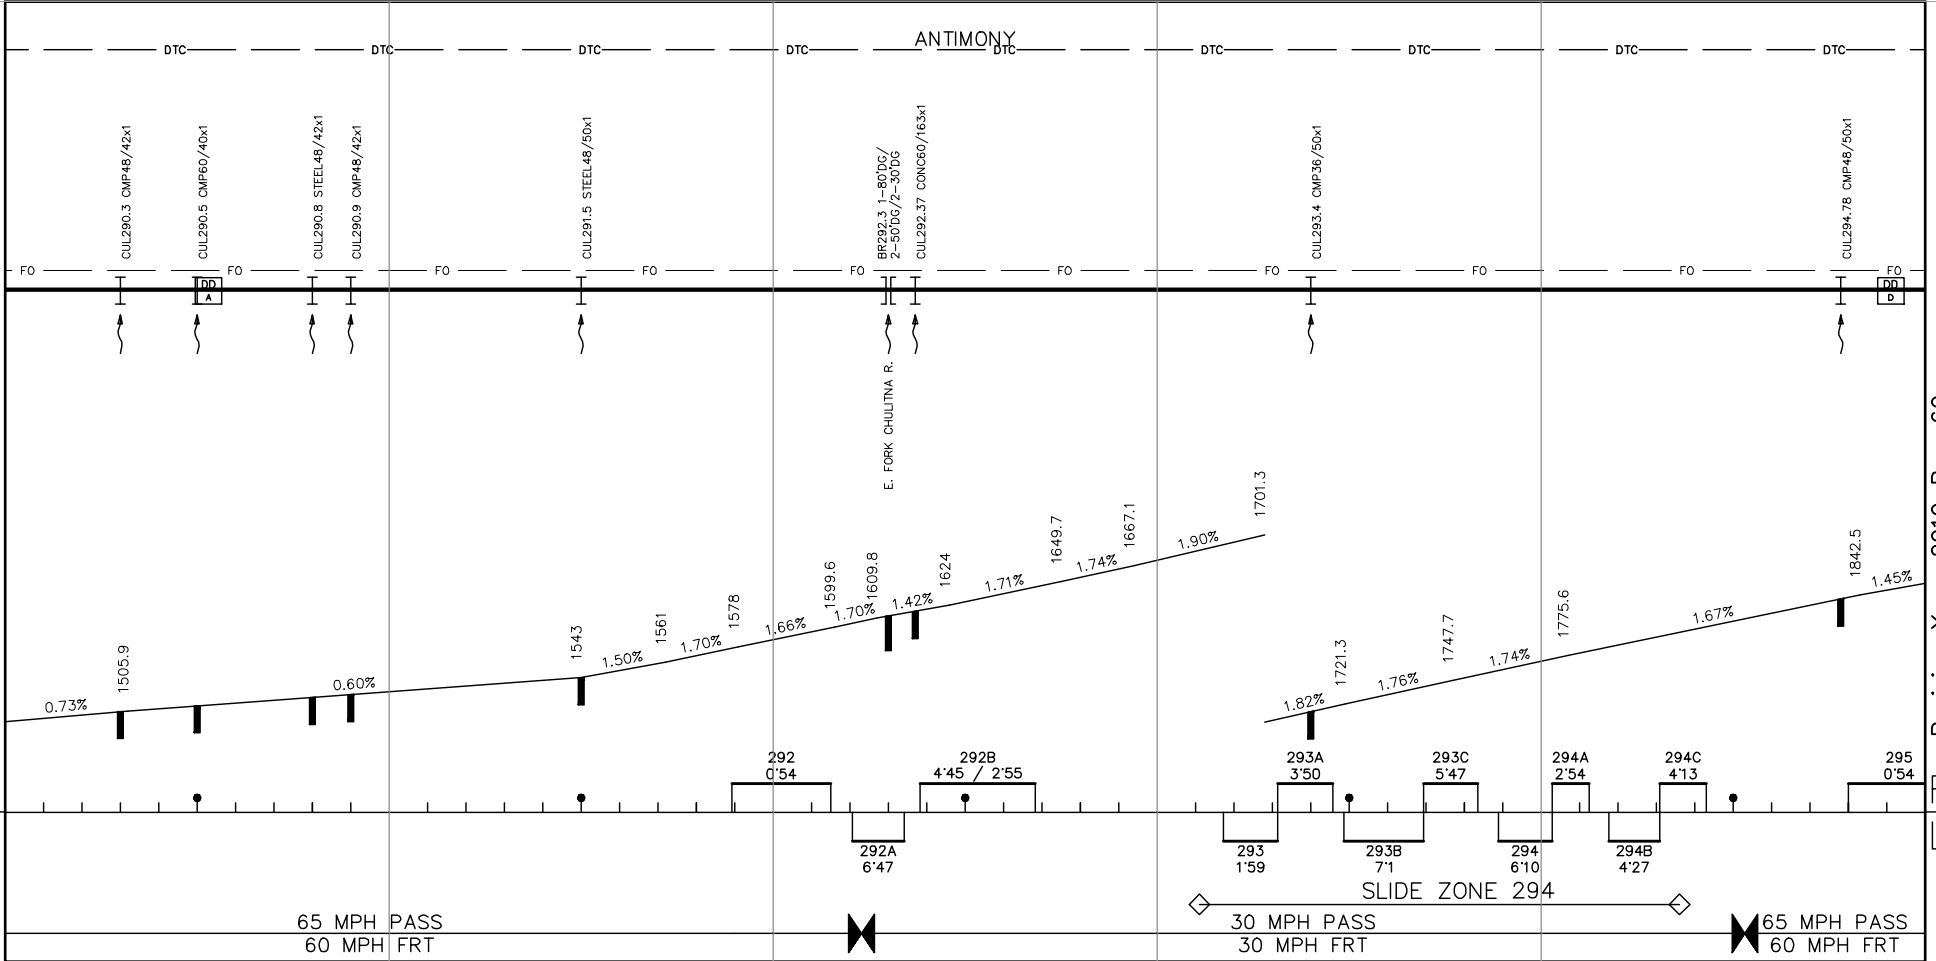 ANTIMONY
DTC DTC DTC DTC DTC DTC DTC DTC DTC
CUL290.3 CMP48/42x1
CUL290.5 CMP60/40x1
CUL290.8 STEEL48/42x1
CUL290.9 CMP48/42x1
CUL291.5 STEEL48/50x1
BR292.3 1-80'DG/
2-50'DG/2-30'DG
CUL292.37 CONC60/163x1
CUL293.4 CMP36/50x1
CUL294.78 CMP48/50x1
FO FO FO FO FO FO FO FO FO FO
DD
A
DD
D
E. FORK CHULITNA R.
1505.9
1543
1561
1578
1599.6
1609.8
1624
1649.7
1667.1
1701.3
1721.3
1747.7
1775.6
1842.5
0.73%
0.60%
1.50%
1.70%
1.66%
1.70%
1.42%
1.71%
1.74%
1.90%
1.82%
1.76%
1.74%
1.67%
1.45%
292
0°54
292B
4°45 / 2°55
293A
3°50
293C
5°47
294A
2°54
294C
4°13
295
0°54
292A
6°47
293
1°59
293B
7°1
294
6°10
294B
4°27
SLIDE ZONE 294
65 MPH PASS
60 MPH FRT
30 MPH PASS
30 MPH FRT
65 MPH PASS
60 MPH FRT